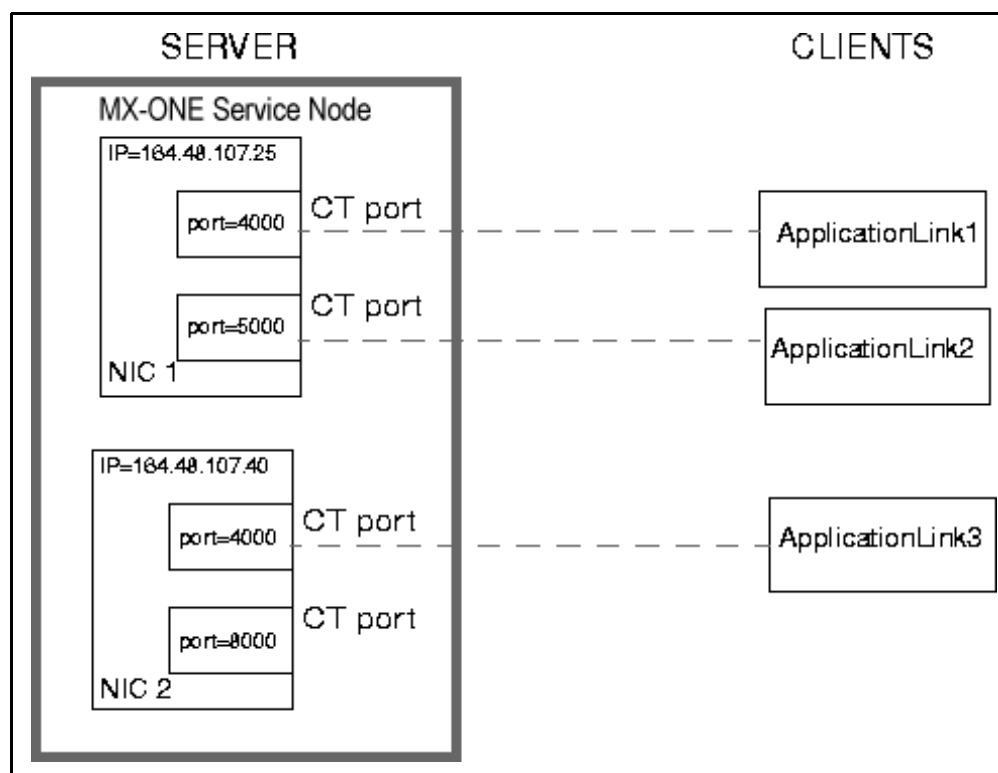 SERVER
CLIENTS
MX-ONE Service Node
IP=164.48.107.25
port=4000
CT port
ApplicationLink1
port=5000
CT port
ApplicationLink2
NIC 1
IP=164.48.107.40
port=4000
CT port
ApplicationLink3
port=8000
CT port
NIC 2